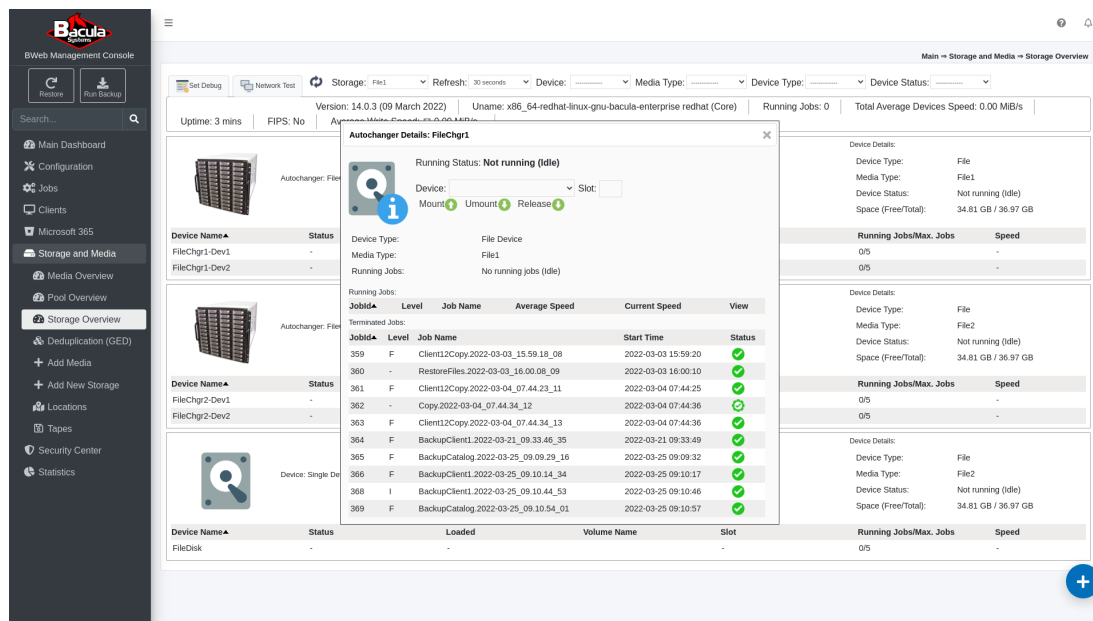 Bacula
Systems
BWeb Management Console
Restore
Run Backup
Search...
Main Dashboard
Configuration
Jobs
Clients
Microsoft 365
Storage and Media
Media Overview
Pool Overview
Storage Overview
Deduplication (GED)
Add Media
Add New Storage
Locations
Tapes
Security Center
Statistics
Main ⇒ Storage and Media ⇒ Storage Overview
Set Debug Network Test Storage: File1 Refresh: 30 seconds Device: Media Type: Device Type: Device Status:
Version: 14.0.3 (09 March 2022) Uname: x86_64-redhat-linux-gnu-bacula-enterprise redhat (Core) Running Jobs: 0 Total Average Devices Speed: 0.00 MiB/s
Uptime: 3 mins FIPS: No
Autochanger Details: FileChgr1 ×
Running Status: Not running (Idle)
Device: Slot:
Mount Umount Release
Device Type: File Device
Media Type: File1
Running Jobs: No running jobs (Idle)
Running Jobs:
JobId Level Job Name Average Speed Current Speed View
Terminated Jobs:
JobId Level Job Name Start Time Status
359 F Client12Copy.2022-03-03_15.59.18_08 2022-03-03 15:59:20
360 - RestoreFiles.2022-03-03_16.00.08_09 2022-03-03 16:00:10
361 F Client12Copy.2022-03-04_07.44.23_11 2022-03-04 07:44:25
362 - Copy.2022-03-04_07.44.34_12 2022-03-04 07:44:36
363 F Client12Copy.2022-03-04_07.44.34_13 2022-03-04 07:44:36
364 F BackupClient1.2022-03-21_09.33.46_35 2022-03-21 09:33:49
365 F BackupCatalog.2022-03-25_09.09.29_16 2022-03-25 09:09:32
366 F BackupClient1.2022-03-25_09.10.14_34 2022-03-25 09:10:17
368 I BackupClient1.2022-03-25_09.10.44_53 2022-03-25 09:10:46
369 F BackupCatalog.2022-03-25_09.10.54_01 2022-03-25 09:10:57
Autochanger: File
Device Details:
Device Type: File
Media Type: File1
Device Status: Not running (Idle)
Space (Free/Total): 34.81 GB / 36.97 GB
Device Name Status Running Jobs/Max. Jobs Speed
FileChgr1-Dev1 - 0/5 -
FileChgr1-Dev2 - 0/5 -
Autochanger: File
Device Details:
Device Type: File
Media Type: File2
Device Status: Not running (Idle)
Space (Free/Total): 34.81 GB / 36.97 GB
Device Name Status Running Jobs/Max. Jobs Speed
FileChgr2-Dev1 - 0/5 -
FileChgr2-Dev2 - 0/5 -
Device: Single De
Device Details:
Device Type: File
Media Type: File2
Device Status: Not running (Idle)
Space (Free/Total): 34.81 GB / 36.97 GB
Device Name Status Loaded Volume Name Slot Running Jobs/Max. Jobs Speed
FileDisk - - - 0/5 -